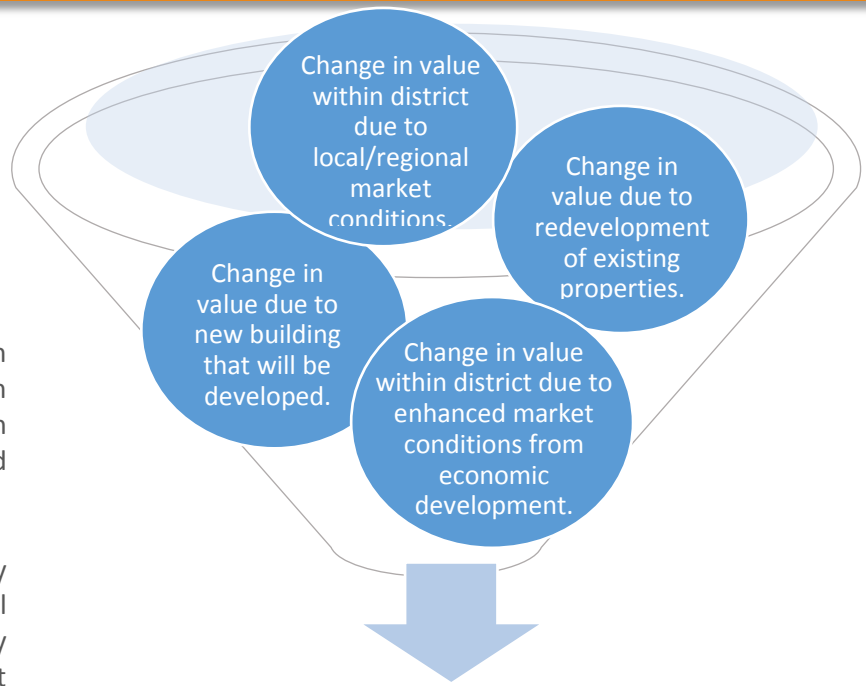 Change in value
within district
due to
local/regional
market
conditions.
Change in
value due to
redevelopment
of existing
properties.
Change in
value due to
new building
that will be
developed.
Change in value
within district due to
enhanced market
conditions from
economic
development.